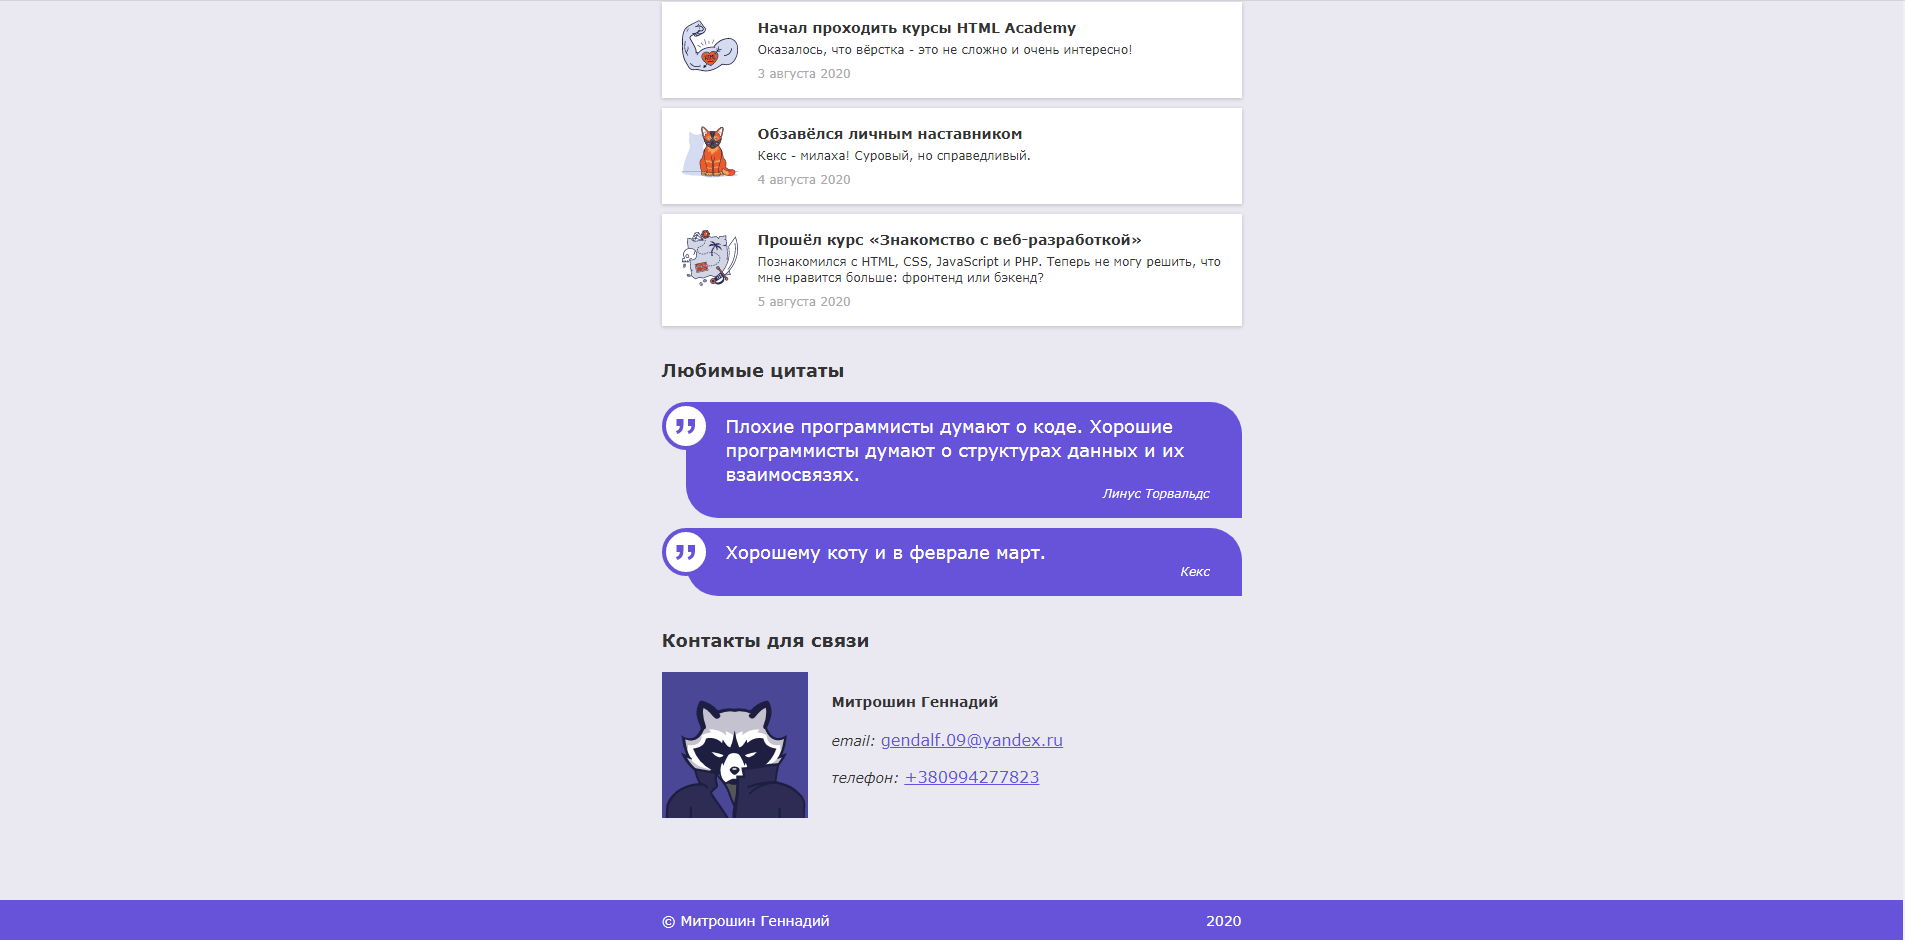 Начал проходить курсы HTML Academy
Оказалось, что вёрстка - это не сложно и очень интересно!
3 августа 2020
Обзавёлся личным наставником
Кекс - милаха! Суровый, но справедливый.
4 августа 2020
Прошёл курс «Знакомство с веб-разработкой»
Познакомился с HTML, CSS, JavaScript и PHP. Теперь не могу решить, что
мне нравится больше: фронтенд или бэкенд?
5 августа 2020
Любимые цитаты
Плохие программисты думают о коде. Хорошие
программисты думают о структурах данных и их
взаимосвязях.
Линус Торвальдс
Хорошему коту и в феврале март.
Кекс
Контакты для связи
Митрошин Геннадий
email: gendalf.09@yandex.ru
телефон: +380994277823
© Митрошин Геннадий 2020